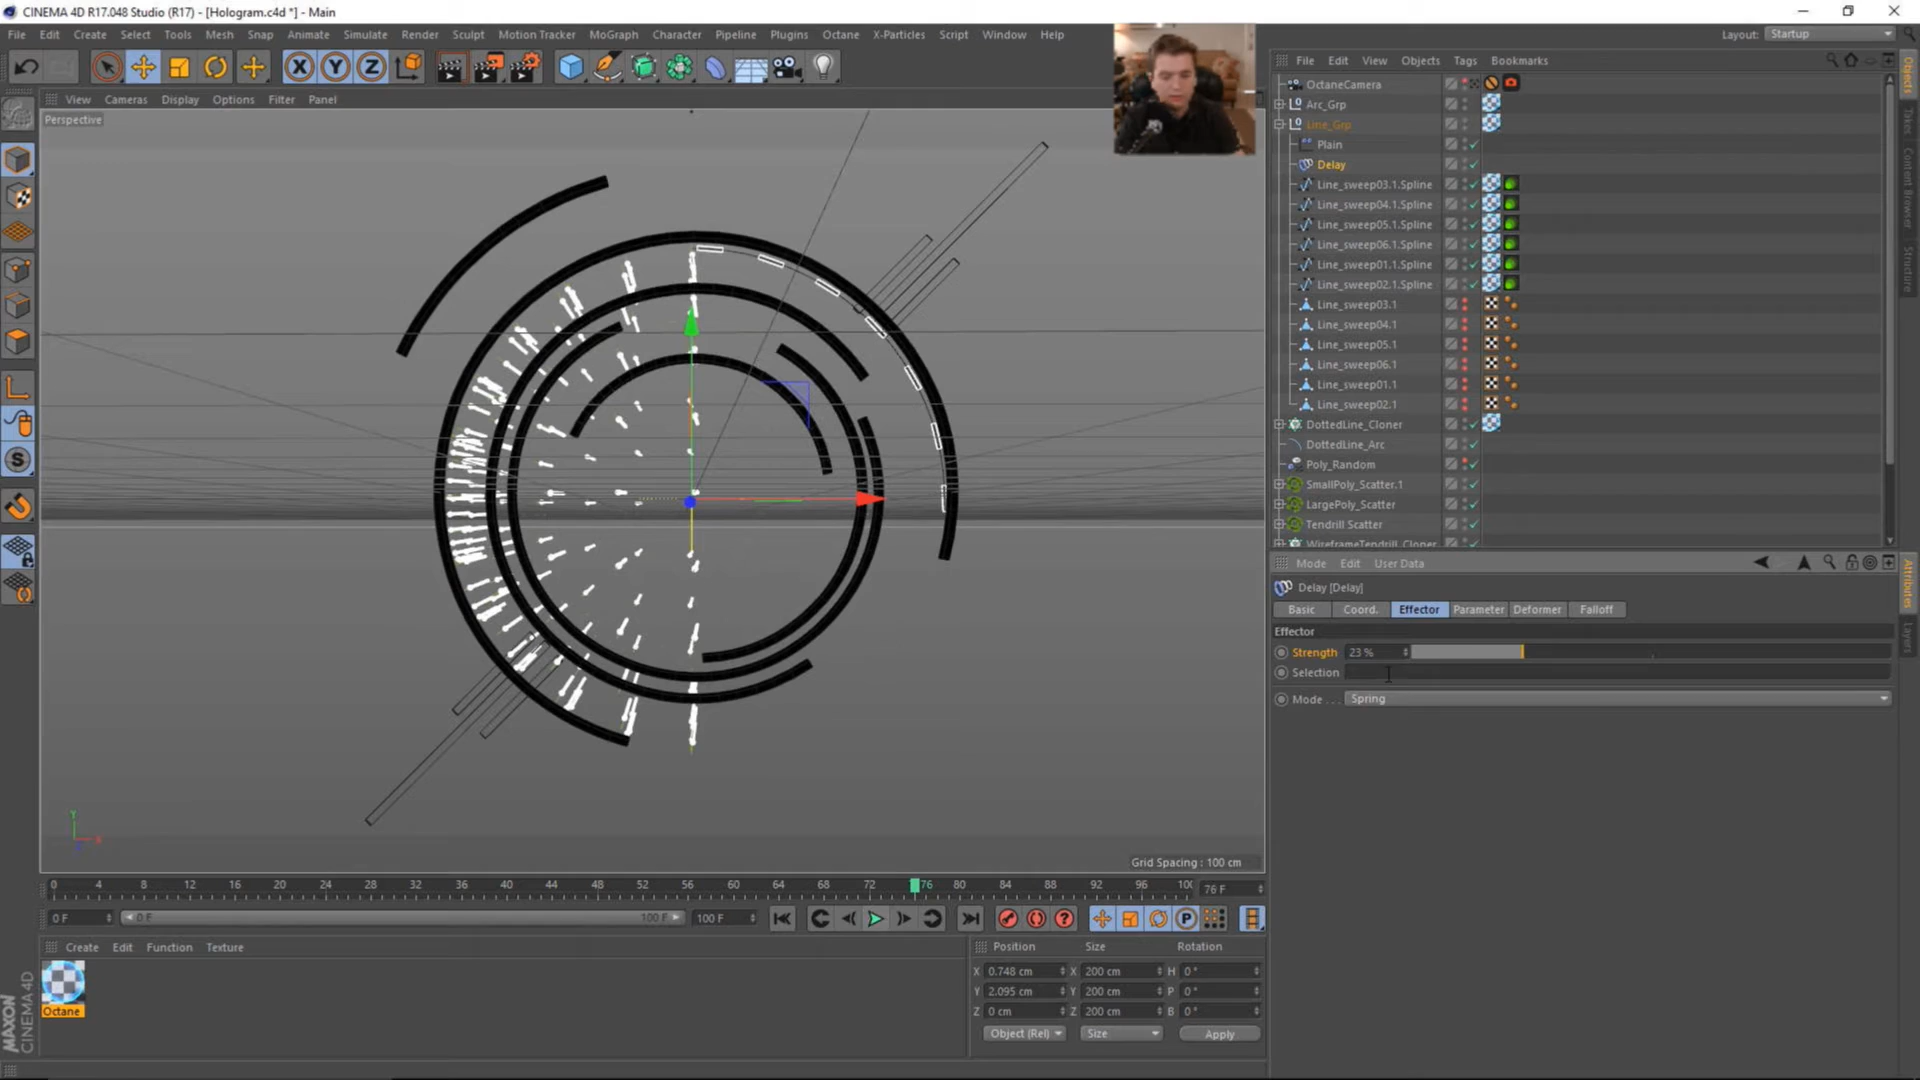 CINEMA 4D R17.048 Studio (R17) - [Hologram.c4d *] - Main
File Edit Create Select Tools Mesh Snap Animate Simulate Render Sculpt Motion Tracker MoGraph Character Pipeline Plugins Octane X-Particles Script Window Help
Layout: Startup
View Cameras Display Options Filter Panel
Perspective
File Edit View Objects Tags Bookmarks
OctaneCamera
Arc_Grp
Line_Grp
Plain
Delay
Line_sweep03.1.Spline
Line_sweep04.1.Spline
Line_sweep05.1.Spline
Line_sweep06.1.Spline
Line_sweep01.1.Spline
Line_sweep02.1.Spline
Line_sweep03.1
Line_sweep04.1
Line_sweep05.1
Line_sweep06.1
Line_sweep01.1
Line_sweep02.1
DottedLine_Cloner
DottedLine_Arc
Poly_Random
SmallPoly_Scatter.1
LargePoly_Scatter
Tendrill Scatter
WireframeTendrill_Cloner
Objects
Takes
Content Browser
Structure
Mode Edit User Data
Delay [Delay]
Basic Coord. Effector Parameter Deformer Falloff
Effector
Strength 23 %
Selection
Mode . . . Spring
Attributes
Layers
Y
X
Grid Spacing : 100 cm
0 4 8 12 16 20 24 28 32 36 40 44 48 52 56 60 64 68 72 76 80 84 88 92 96 100 76 F
0 F 0 F 100 F 100 F
Create Edit Function Texture
Octane
MAXON CINEMA 4D
Position Size Rotation
X 0.748 cm X 200 cm H 0 °
Y 2.095 cm Y 200 cm P 0 °
Z 0 cm Z 200 cm B 0 °
Object (Rel) Size Apply